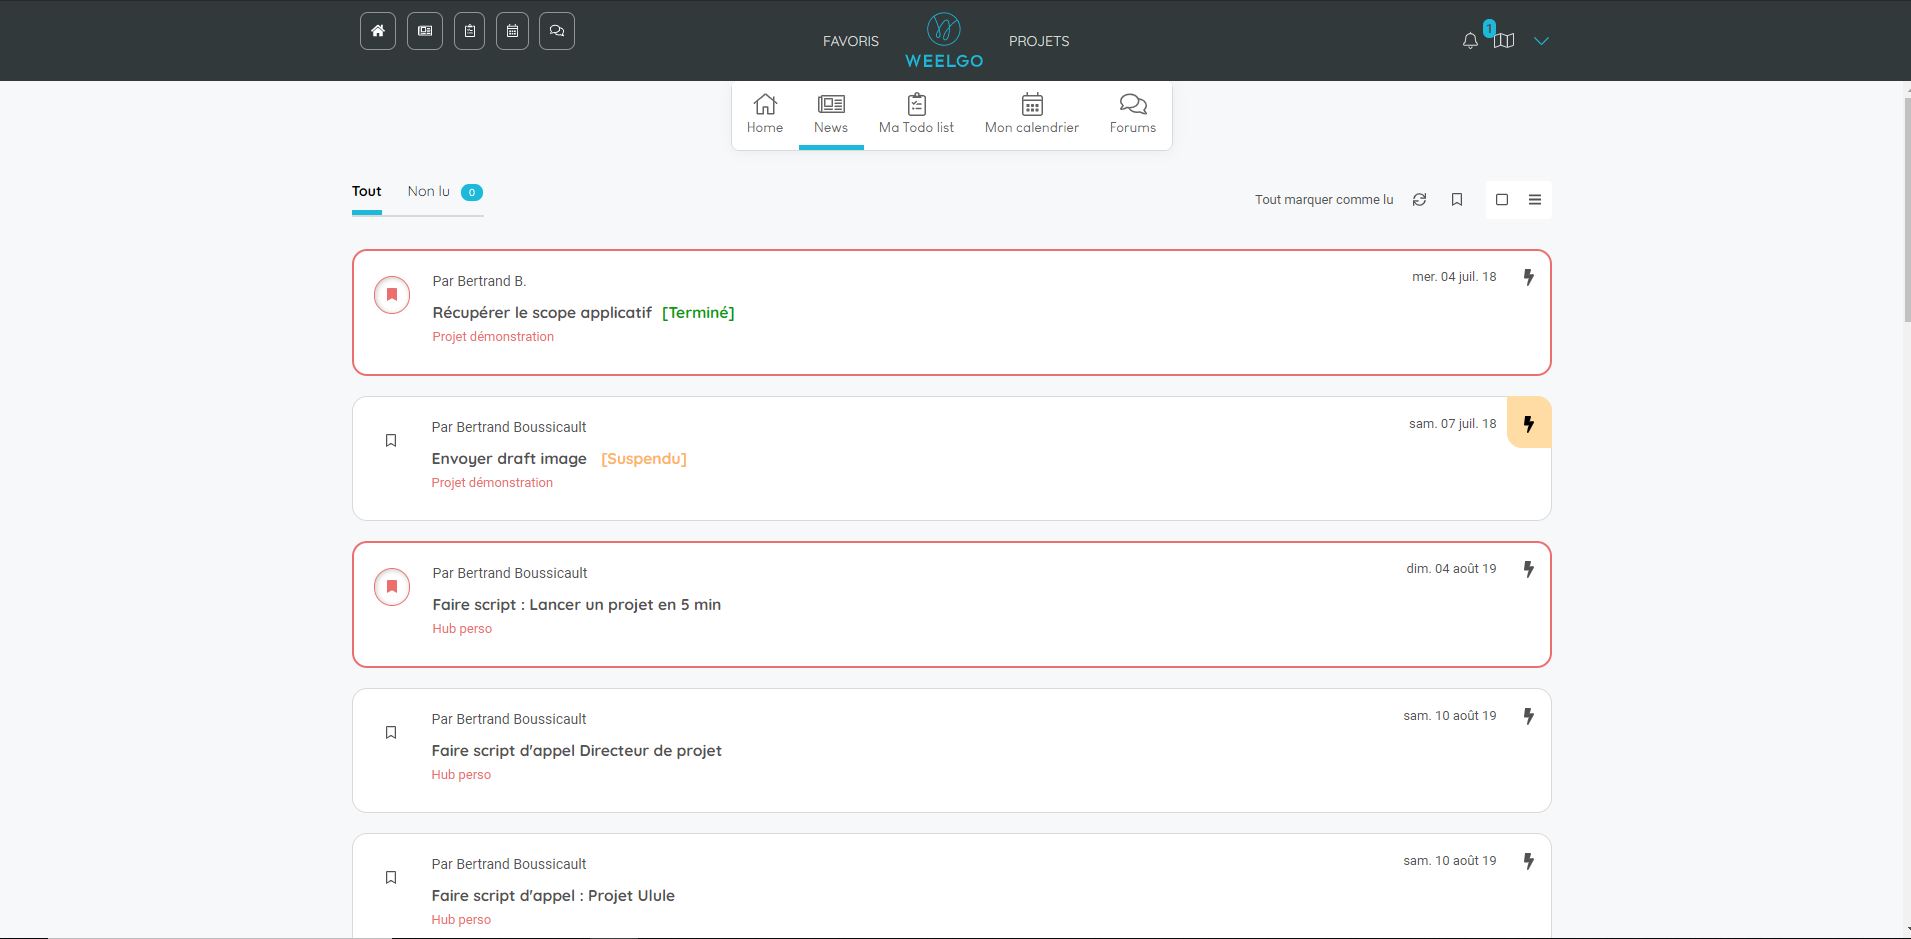 FAVORIS
WEELGO
PROJETS
1
Home
News
Ma Todo list
Mon calendrier
Forums
Tout
Non lu 0
Tout marquer comme lu
Par Bertrand B.
mer. 04 juil. 18
Récupérer le scope applicatif [Terminé]
Projet démonstration
Par Bertrand Boussicault
sam. 07 juil. 18
Envoyer draft image [Suspendu]
Projet démonstration
Par Bertrand Boussicault
dim. 04 août 19
Faire script : Lancer un projet en 5 min
Hub perso
Par Bertrand Boussicault
sam. 10 août 19
Faire script d'appel Directeur de projet
Hub perso
Par Bertrand Boussicault
sam. 10 août 19
Faire script d'appel : Projet Ulule
Hub perso